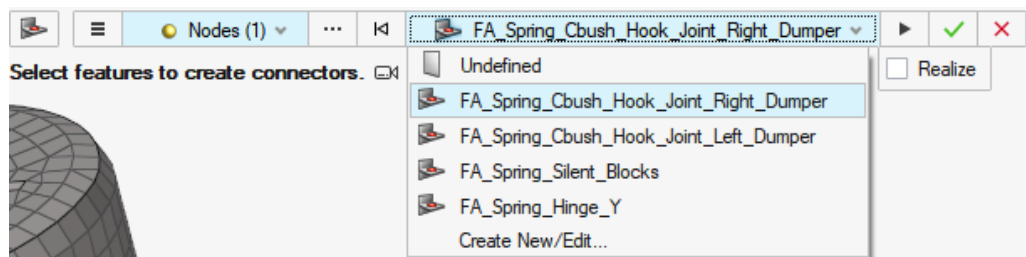 Nodes (1)
FA_Spring_Cbush_Hook_Joint_Right_Dumper
Select features to create connectors.
Undefined
Realize
FA_Spring_Cbush_Hook_Joint_Right_Dumper
FA_Spring_Cbush_Hook_Joint_Left_Dumper
FA_Spring_Silent_Blocks
FA_Spring_Hinge_Y
Create New/Edit...